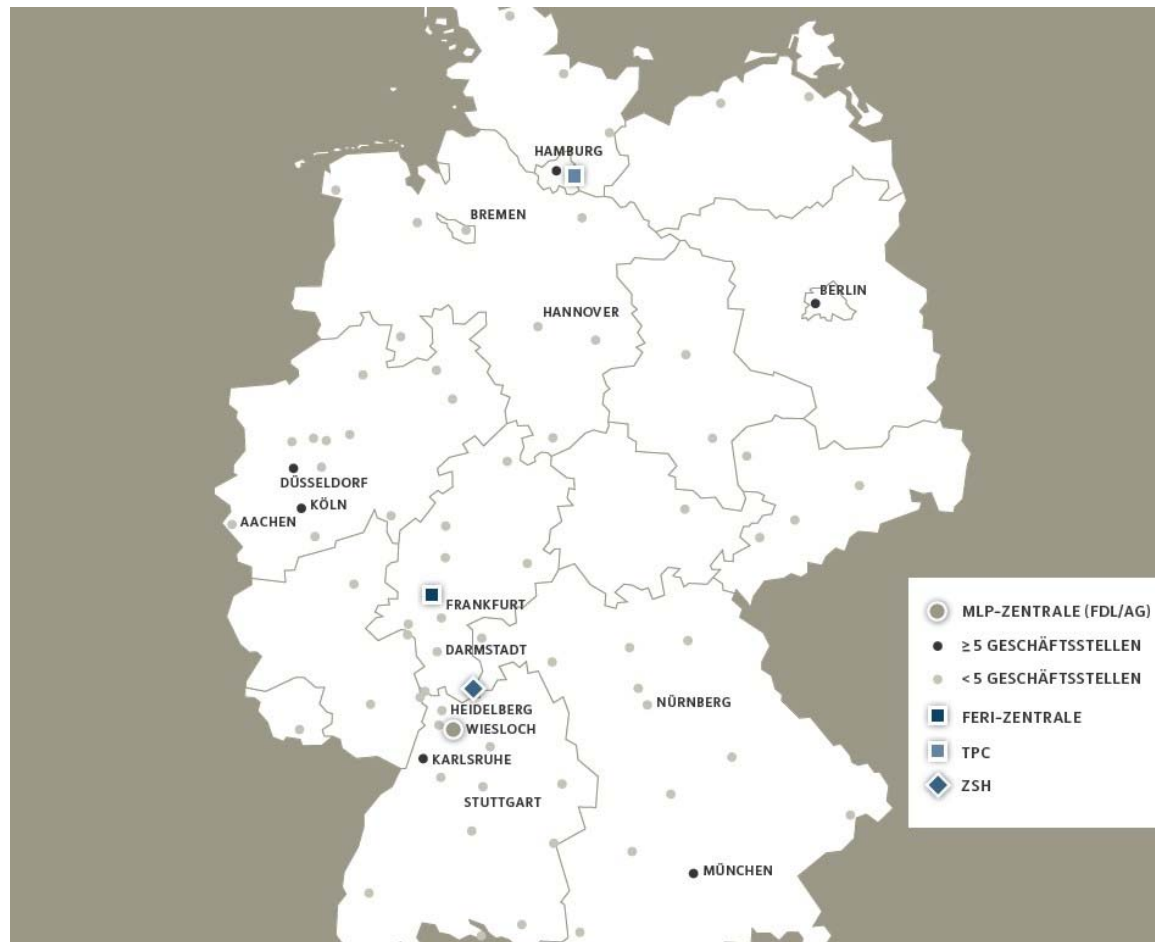 HAMBURG
BREMEN
BERLIN
HANNOVER
DÜSSELDORF
KÖLN
AACHEN
FRANKFURT
DARMSTADT
NÜRNBERG
HEIDELBERG
WIESLOCH
KARLSRUHE
STUTTGART
MÜNCHEN
MLP-ZENTRALE (FDL/AG)
≥ 5 GESCHÄFTSSTELLEN
< 5 GESCHÄFTSSTELLEN
FERI-ZENTRALE
TPC
ZSH